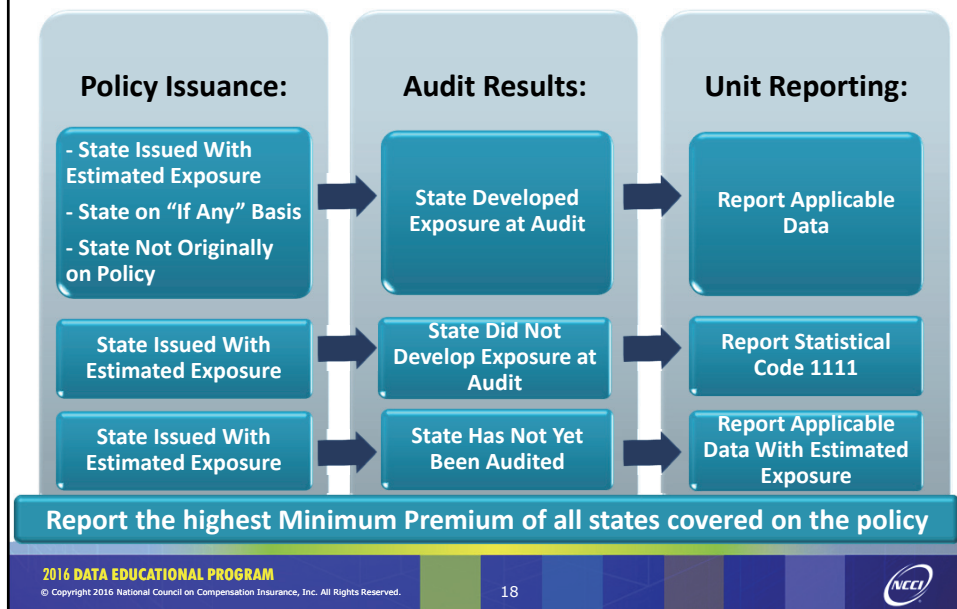 Policy Issuance:
- State Issued With
Estimated Exposure
- State on “If Any” Basis
- State Not Originally
on Policy
State Issued With
Estimated Exposure
State Issued With
Estimated Exposure
Audit Results:
State Developed
Exposure at Audit
State Did Not
Develop Exposure at
Audit
State Has Not Yet
Been Audited
Unit Reporting:
Report Applicable
Data
Report Statistical
Code 1111
Report Applicable
Data With Estimated
Exposure
Report the highest Minimum Premium of all states covered on the policy
2016 DATA EDUCATIONAL PROGRAM
© Copyright 2016 National Council on Compensation Insurance, Inc. All Rights Reserved.
18
NCCI